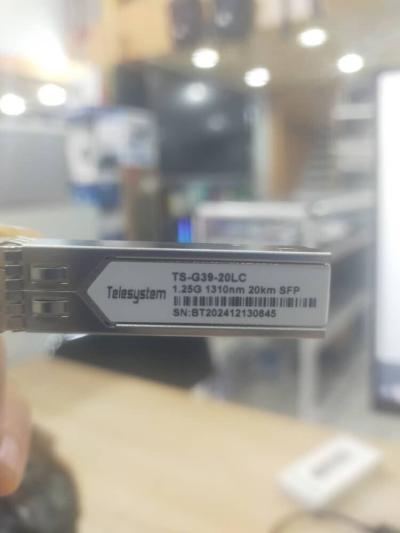 Telesystem
TS-G39-20LC
1.25G 1310nm 20km SFP
SN:BT202412130845